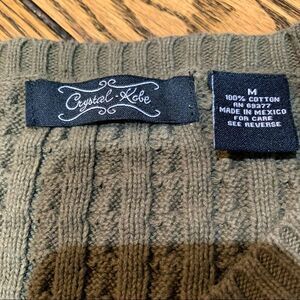 Crystal-Kobe
M
100% COTTON
RN 69377
MADE IN MEXICO
FOR CARE
SEE REVERSE